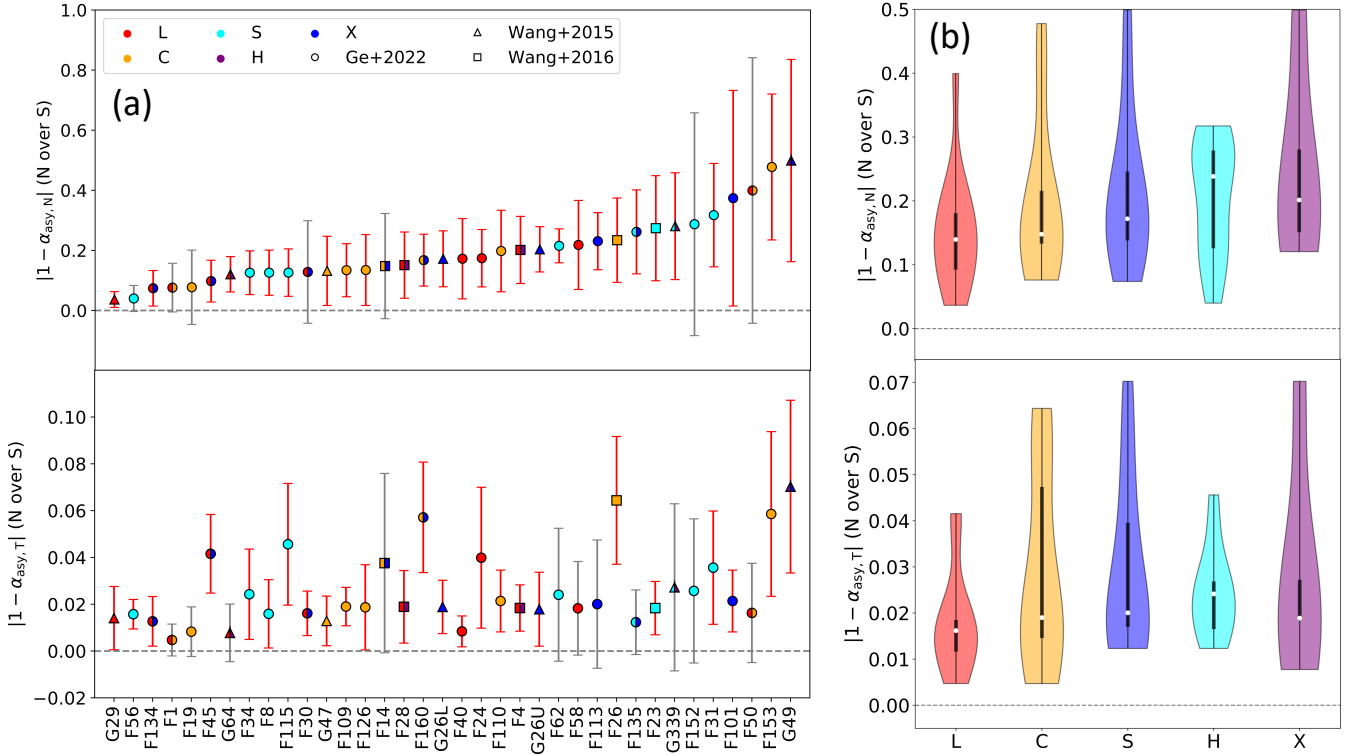 (a)
L
S
X
Wang+2015
C
H
Ge+2022
Wang+2016
|1 − α_asy, N| (N over S)
1.0
0.8
0.6
0.4
0.2
0.0
|1 − α_asy, T| (N over S)
0.10
0.08
0.06
0.04
0.02
0.00
−0.02
G29
F56
F134
F1
F19
F45
G64
F34
F8
F115
F30
G47
F109
F126
F14
F28
F160
G26L
F40
F24
F110
F4
G26U
F62
F58
F113
F26
F135
F23
G339
F152
F31
F101
F50
F153
G49
(b)
|1 − α_asy, N| (N over S)
0.5
0.4
0.3
0.2
0.1
0.0
|1 − α_asy, T| (N over S)
0.07
0.06
0.05
0.04
0.03
0.02
0.01
0.00
L
C
S
H
X